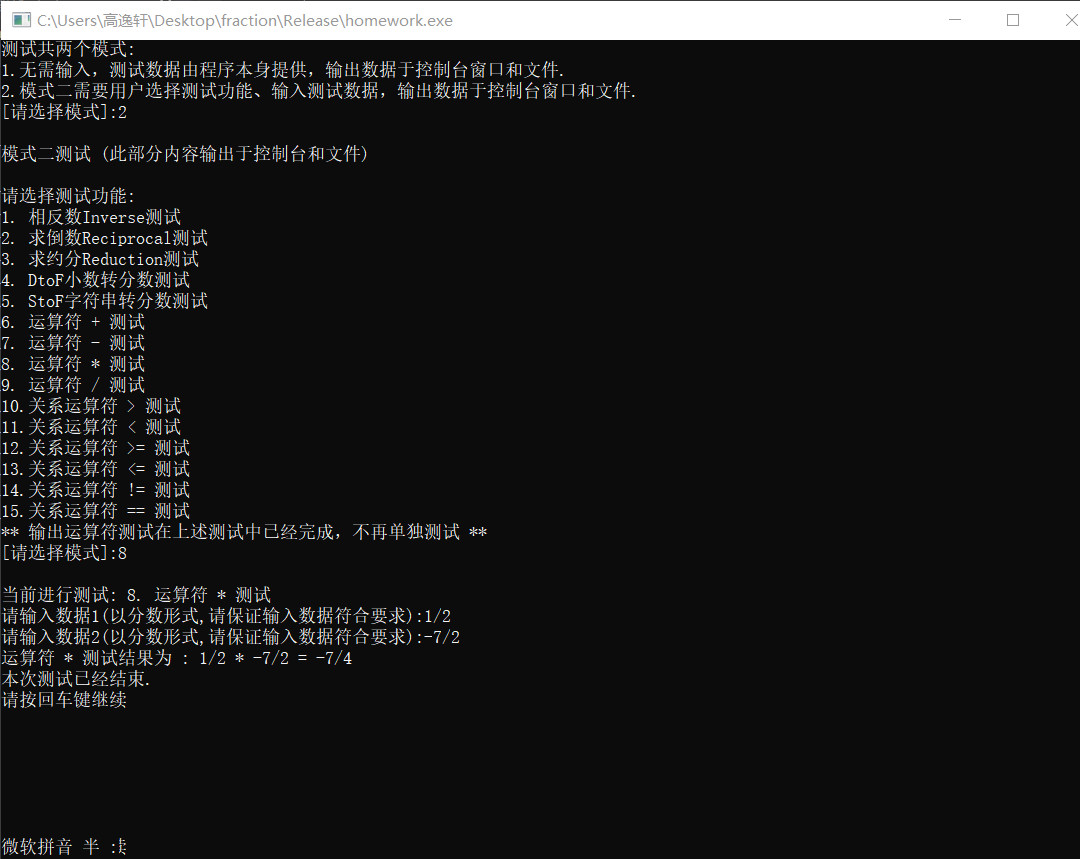 C:\Users\高逸轩\Desktop\fraction\Release\homework.exe
测试共两个模式:
1.无需输入，测试数据由程序本身提供，输出数据于控制台窗口和文件.
2.模式二需要用户选择测试功能、输入测试数据，输出数据于控制台窗口和文件.
[请选择模式]:2
模式二测试 (此部分内容输出于控制台和文件)
请选择测试功能:
1. 相反数Inverse测试
2. 求倒数Reciprocal测试
3. 求约分Reduction测试
4. DtoF小数转分数测试
5. StoF字符串转分数测试
6. 运算符 + 测试
7. 运算符 - 测试
8. 运算符 * 测试
9. 运算符 / 测试
10.关系运算符 > 测试
11.关系运算符 < 测试
12.关系运算符 >= 测试
13.关系运算符 <= 测试
14.关系运算符 != 测试
15.关系运算符 == 测试
** 输出运算符测试在上述测试中已经完成，不再单独测试 **
[请选择模式]:8
当前进行测试: 8. 运算符 * 测试
请输入数据1(以分数形式,请保证输入数据符合要求):1/2
请输入数据2(以分数形式,请保证输入数据符合要求):-7/2
运算符 * 测试结果为 : 1/2 * -7/2 = -7/4
本次测试已经结束.
请按回车键继续
微软拼音 半 :